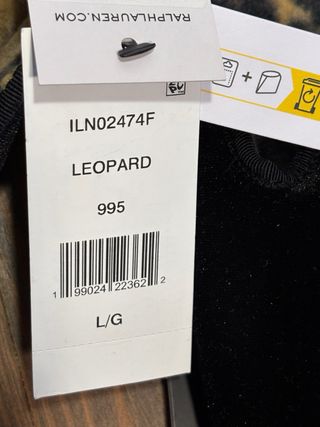 RALPHLAUREN.COM
ILN02474F
LEOPARD
995
1 99024 22362 2
L/G